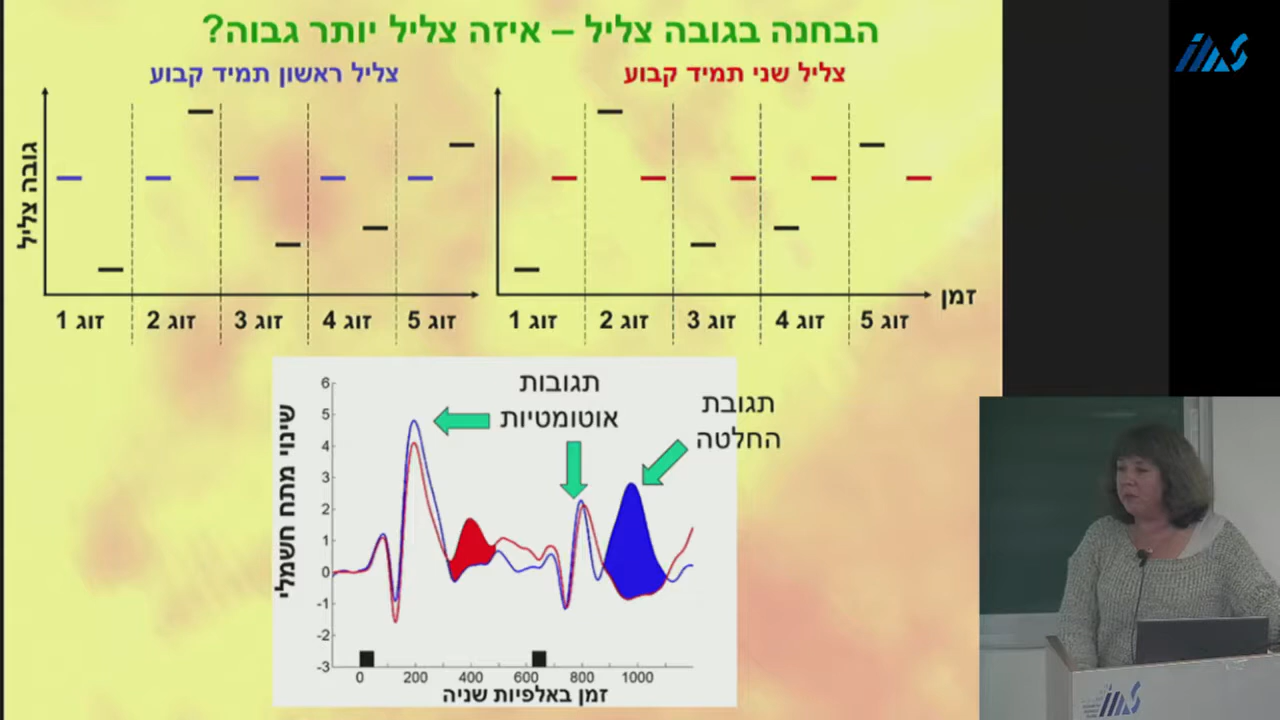 הבחנה בגובה צליל – איזה צליל יותר גבוה?
צליל ראשון תמיד קבוע
צליל שני תמיד קבוע
גובה צליל
זוג 1
זוג 2
זוג 3
זוג 4
זוג 5
זוג 1
זוג 2
זוג 3
זוג 4
זוג 5
זמן
תגובות
אוטומטיות
תגובת
החלטה
שינוי מתח חשמלי
6
5
4
3
2
1
0
-1
-2
-3
0 200 400 600 800 1000
זמן באלפיות שניה
IIAS
IIAS